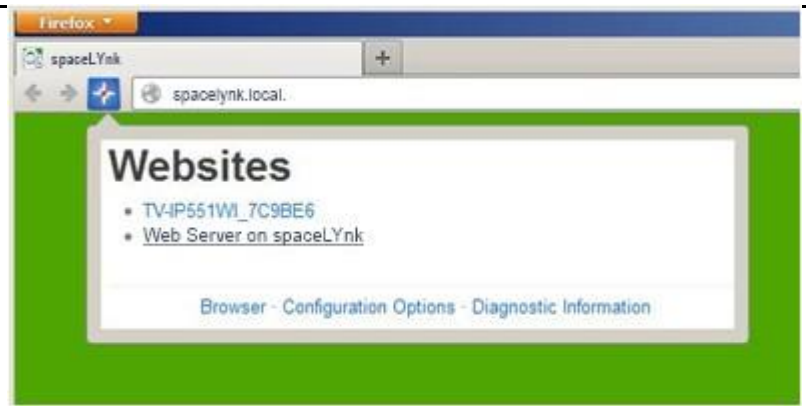 Firefox
spaceLYnk
spacelynk.local.
Websites
• TV-IP551WI_7C9BE6
• Web Server on spaceLYnk
Browser - Configuration Options - Diagnostic Information